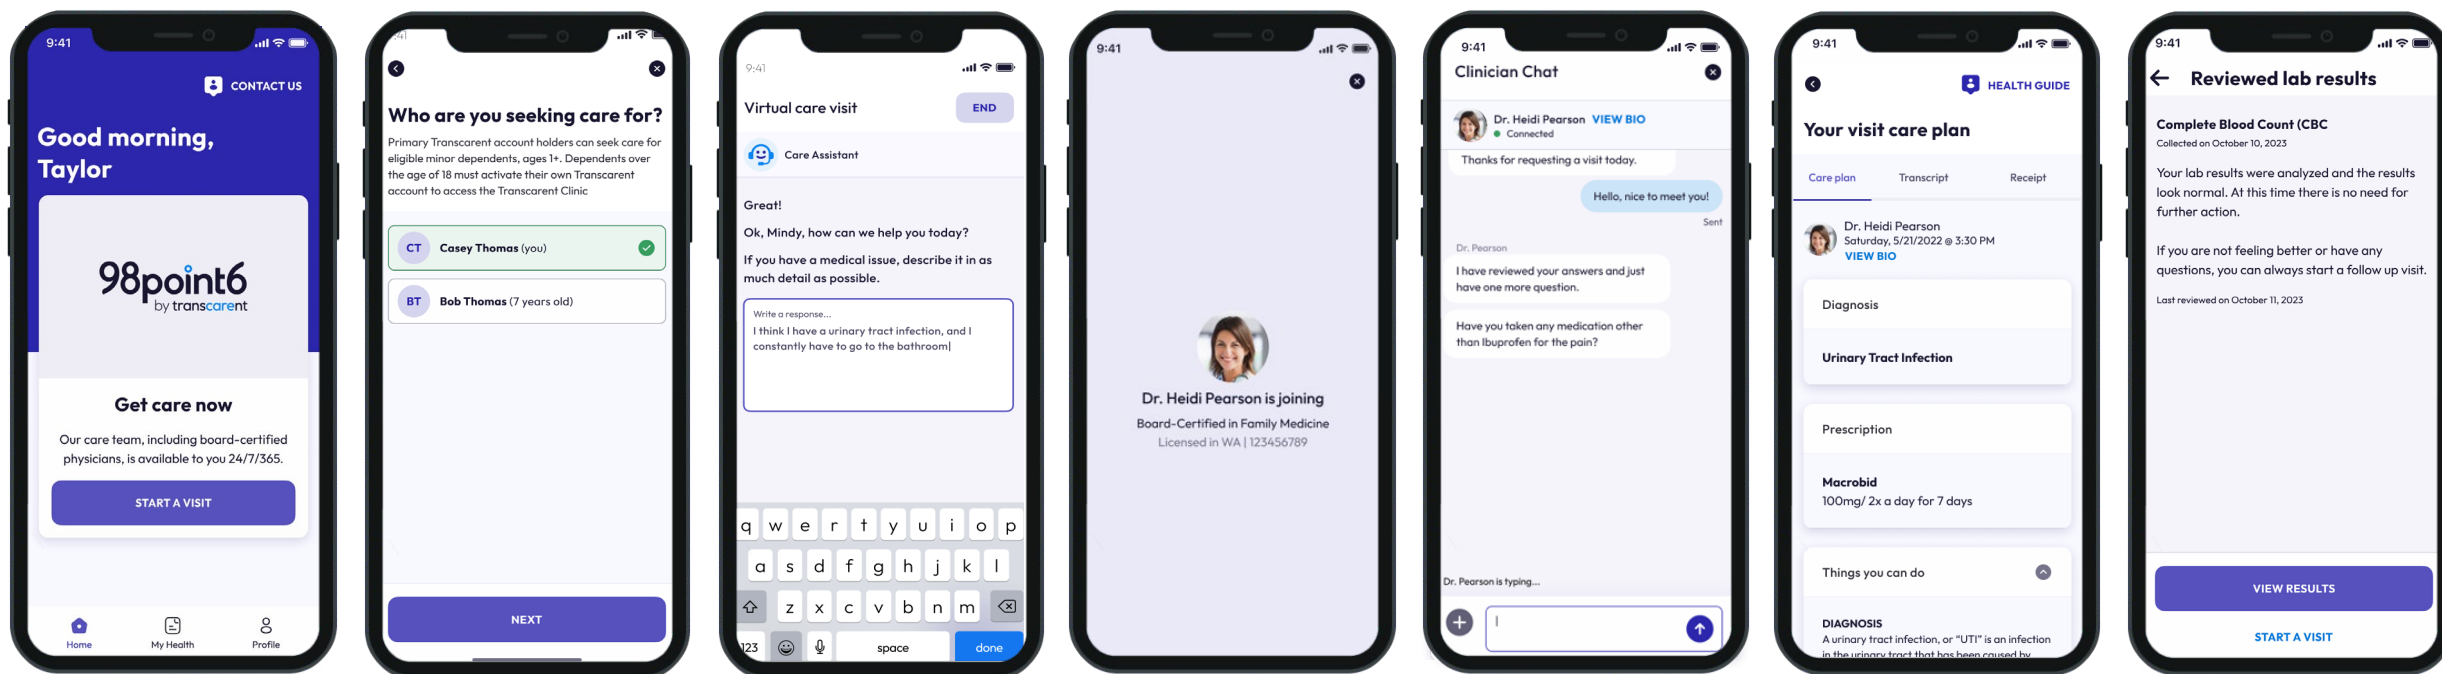 9:41
CONTACT US
Good morning,
Taylor
98point6
by transcarent
Get care now
Our care team, including board-certified
physicians, is available to you 24/7/365.
START A VISIT
Home
My Health
Profile
:41
Who are you seeking care for?
Primary Transcarent account holders can seek care for
eligible minor dependents, ages 1+. Dependents over
the age of 18 must activate their own Transcarent
account to access the Transcarent Clinic
CT Casey Thomas (you)
BT Bob Thomas (7 years old)
NEXT
9:41
Virtual care visit END
Care Assistant
Great!
Ok, Mindy, how can we help you today?
If you have a medical issue, describe it in as
much detail as possible.
Write a response...
I think I have a urinary tract infection, and I
constantly have to go to the bathroom
q w e r t y u i o p
a s d f g h j k l
z x c v b n m
123 space done
9:41
Dr. Heidi Pearson is joining
Board-Certified in Family Medicine
Licensed in WA | 123456789
9:41
Clinician Chat
Dr. Heidi Pearson VIEW BIO
Connected
Thanks for requesting a visit today.
Hello, nice to meet you!
Sent
Dr. Pearson
I have reviewed your answers and just
have one more question.
Have you taken any medication other
than Ibuprofen for the pain?
Dr. Pearson is typing...
9:41
HEALTH GUIDE
Your visit care plan
Care plan Transcript Receipt
Dr. Heidi Pearson
Saturday, 5/21/2022 @ 3:30 PM
VIEW BIO
Diagnosis
Urinary Tract Infection
Prescription
Macrobid
100mg/ 2x a day for 7 days
Things you can do
DIAGNOSIS
A urinary tract infection, or “UTI” is an infection
in the urinary tract that has been caused by
9:41
Reviewed lab results
Complete Blood Count (CBC
Collected on October 10, 2023
Your lab results were analyzed and the results
look normal. At this time there is no need for
further action.
If you are not feeling better or have any
questions, you can always start a follow up visit.
Last reviewed on October 11, 2023
VIEW RESULTS
START A VISIT